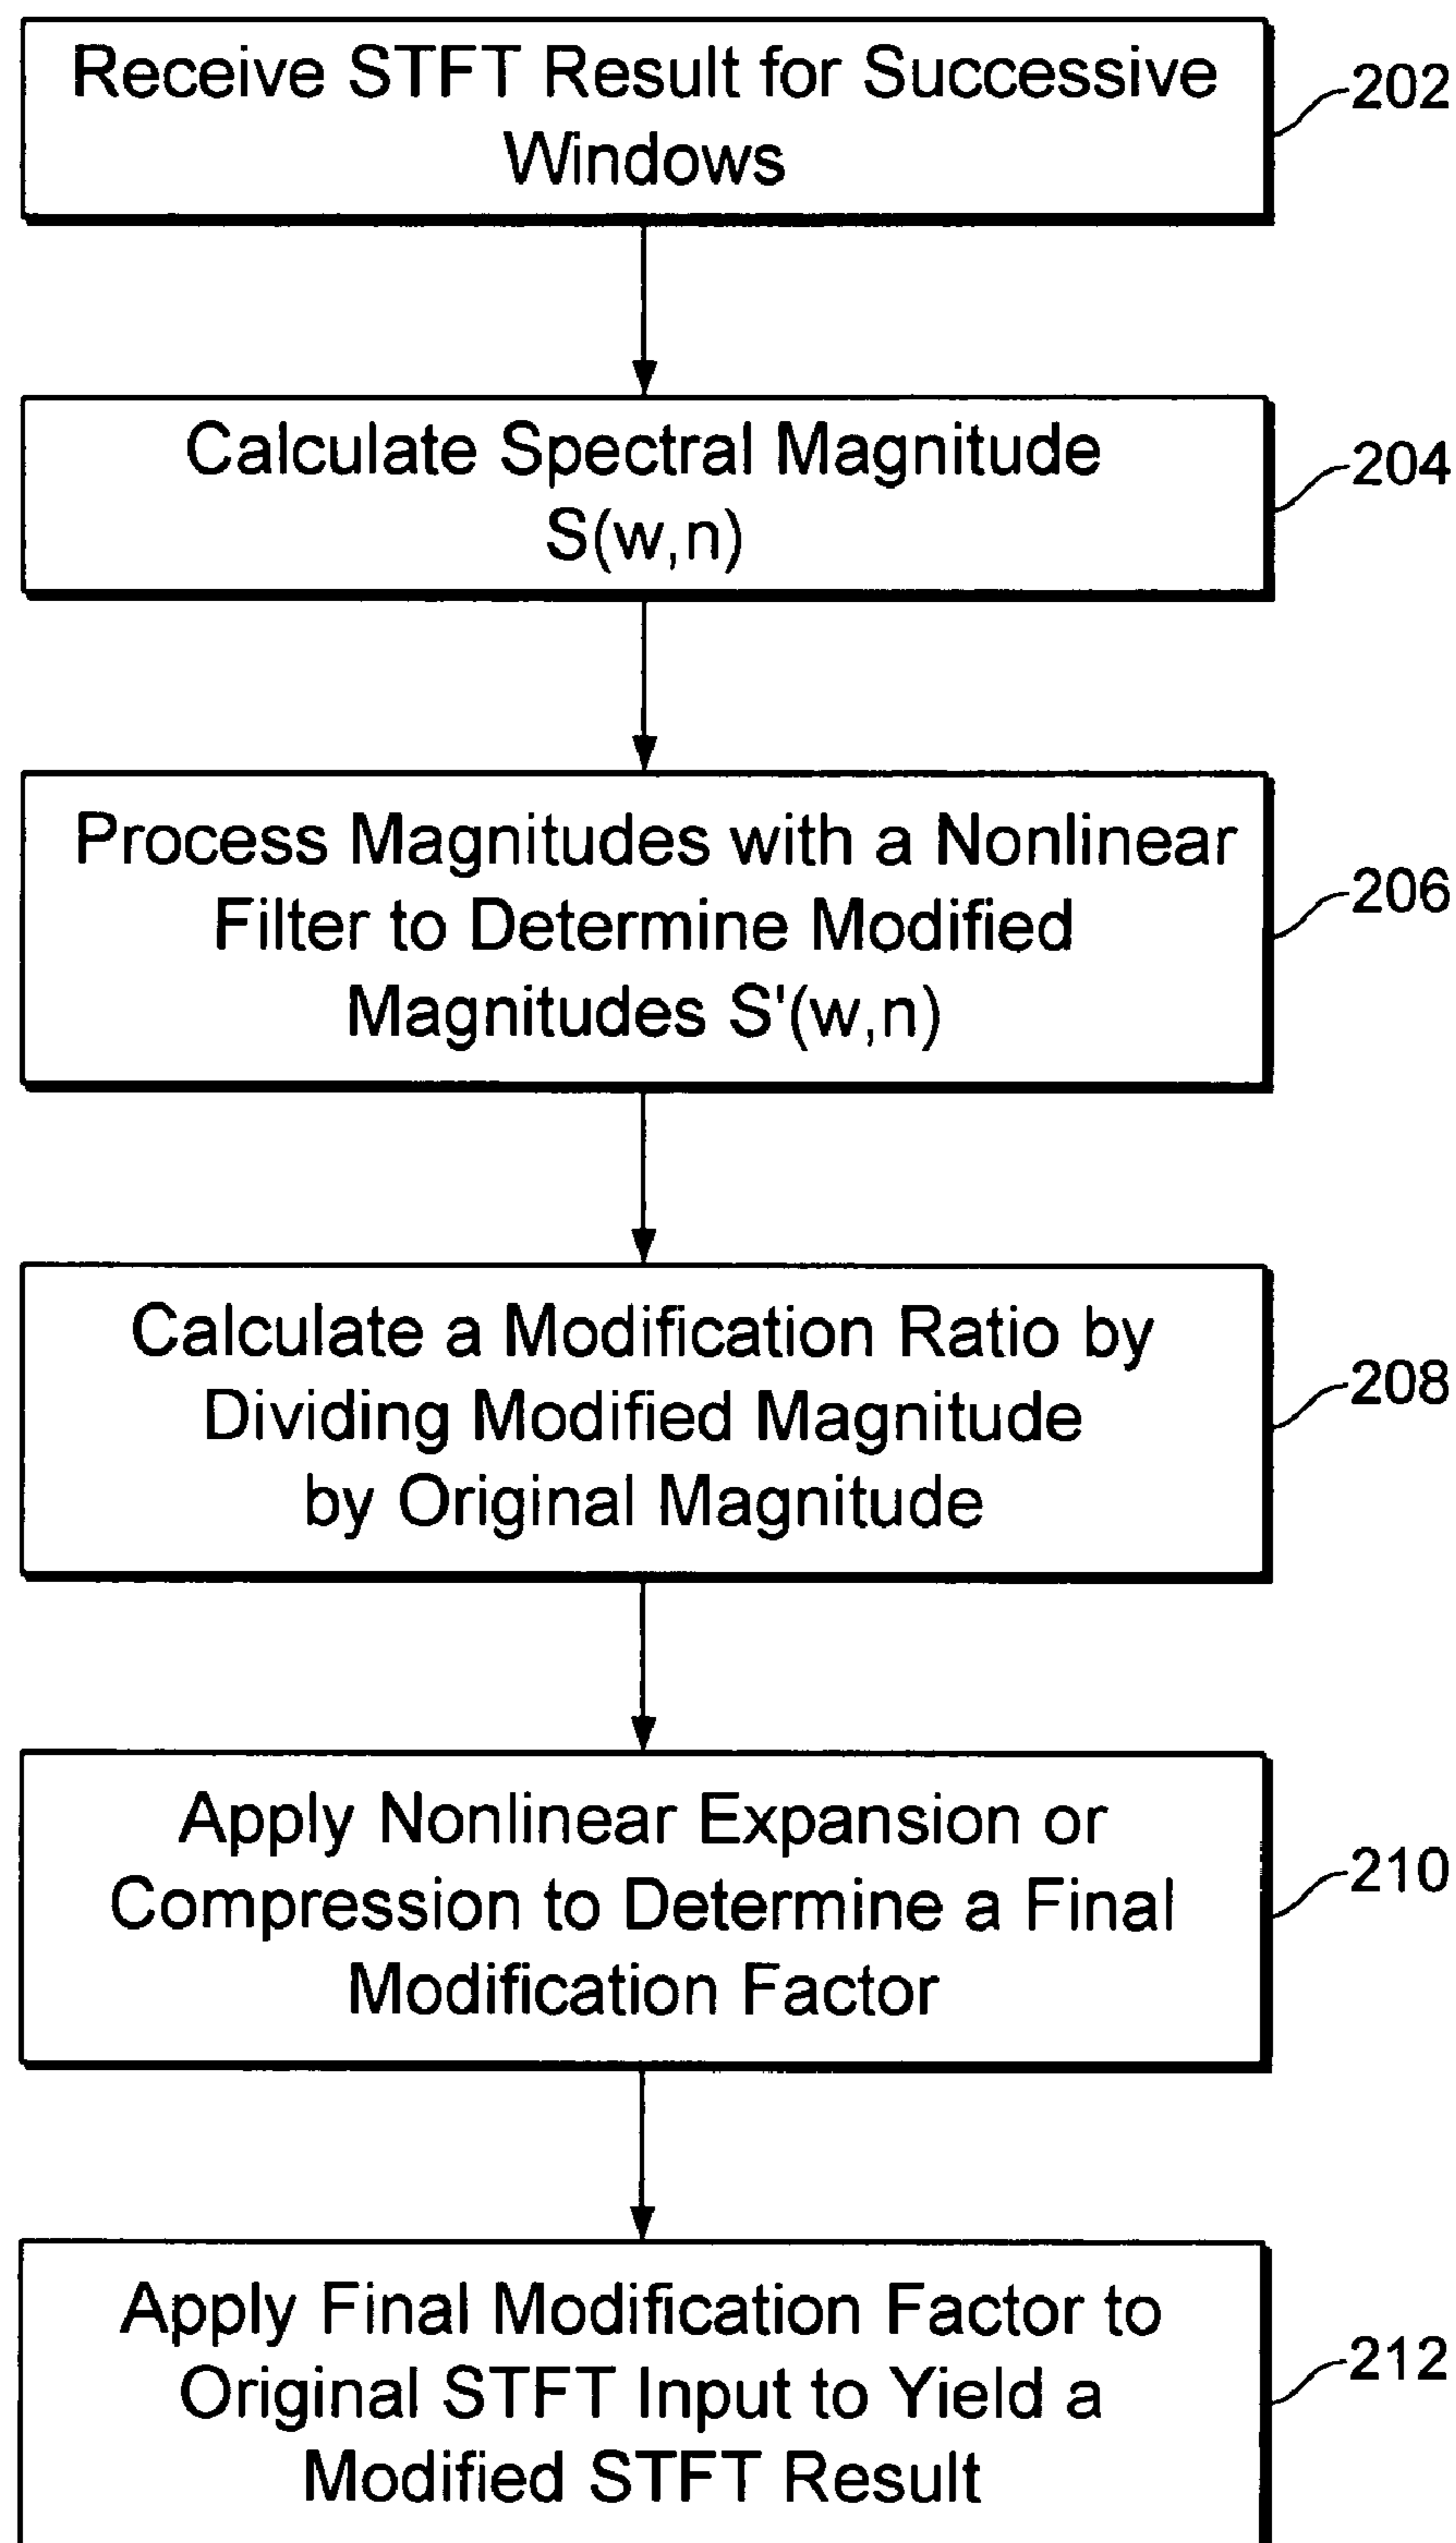 Receive STFT Result for Successive
Windows
202
Calculate Spectral Magnitude
S(w,n)
204
Process Magnitudes with a Nonlinear
Filter to Determine Modified
Magnitudes S'(w,n)
206
Calculate a Modification Ratio by
Dividing Modified Magnitude
by Original Magnitude
208
Apply Nonlinear Expansion or
Compression to Determine a Final
Modification Factor
210
Apply Final Modification Factor to
Original STFT Input to Yield a
Modified STFT Result
212